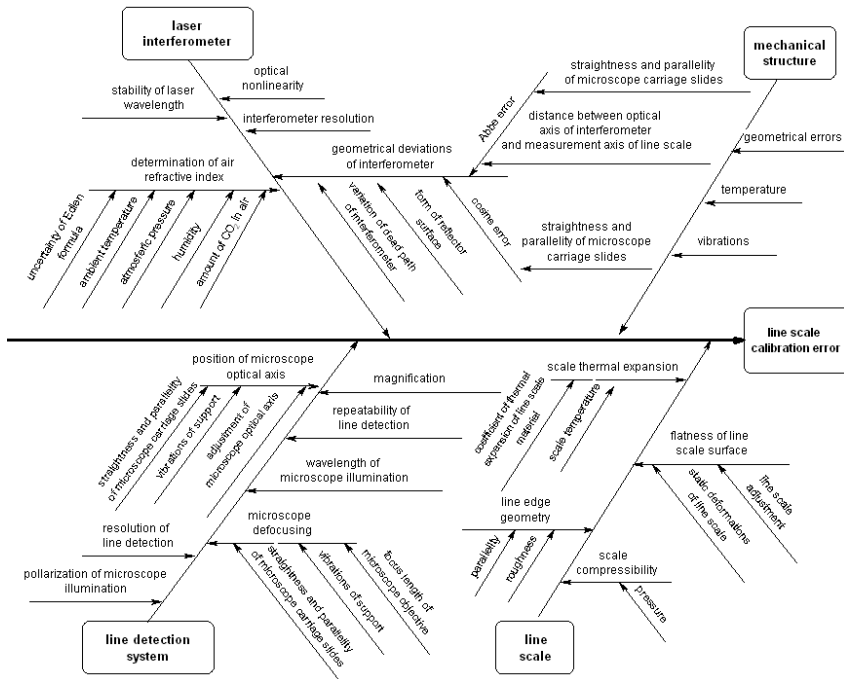 laser
interferometer
mechanical
structure
line scale
calibration error
line detection
system
line
scale
optical
nonlinearity
stability of laser
wavelength
interferometer resolution
determination of air
refractive index
uncertainty of Edlen
formula
ambient temperature
atmosferic pressure
humidity
amount of CO2 in air
geometrical deviations
of interferometer
variation of dead path
of interferometer
form of reflector
surface
cosine error
Abbe error
straightness and parallelity
of microscope carriage slides
distance between optical
axis of interferometer
and measurement axis of line scale
straightness and
parallelity of microscope
carriage slides
geometrical errors
temperature
vibrations
position of microscope
optical axis
straightness and parallelity
of microscope carriage slides
vibrations of support
adjustment of
microscope optical axis
magnification
repeatability of
line detection
wavelength of
microscope illumination
microscope
defocusing
straightness and parallelity
of microscope carriage slides
vibrations of support
focus length of
microscope objective
resolution of
line detection
pollarization of microscope
illumination
scale thermal expansion
coefficient of thermal
expansion of line scale
material
scale temperature
flatness of line
scale surface
static deformations
of line scale
line scale
adjustment
line edge
geometry
parallelity
roughness
scale
compressibility
pressure